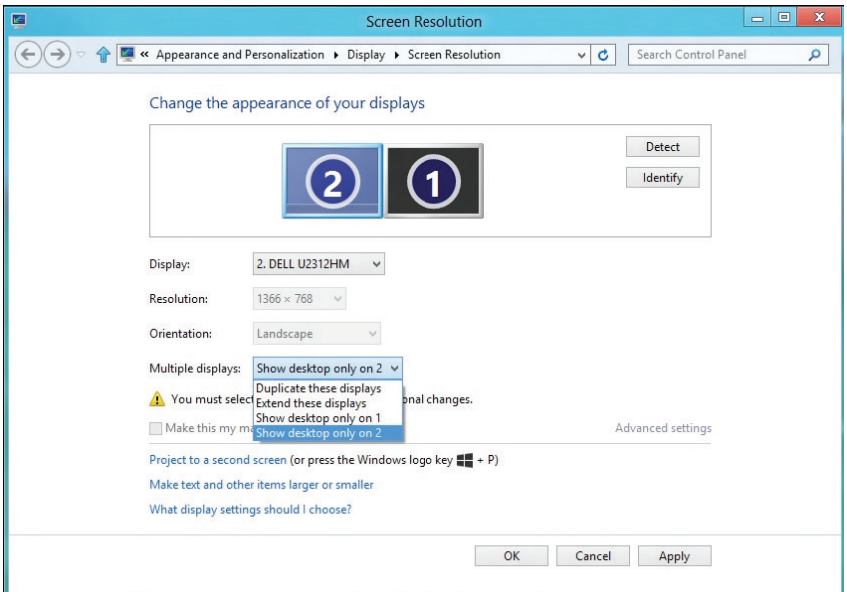 Screen Resolution
« Appearance and Personalization Display Screen Resolution
Search Control Panel
Change the appearance of your displays
2 1
Detect
Identify
Display: 2. DELL U2312HM
Resolution: 1366 × 768
Orientation: Landscape
Multiple displays: Show desktop only on 2
Duplicate these displays
You must selec onal changes.
Extend these displays
Show desktop only on 1
Make this my m Advanced settings
Show desktop only on 2
Project to a second screen (or press the Windows logo key + P)
Make text and other items larger or smaller
What display settings should I choose?
OK Cancel Apply